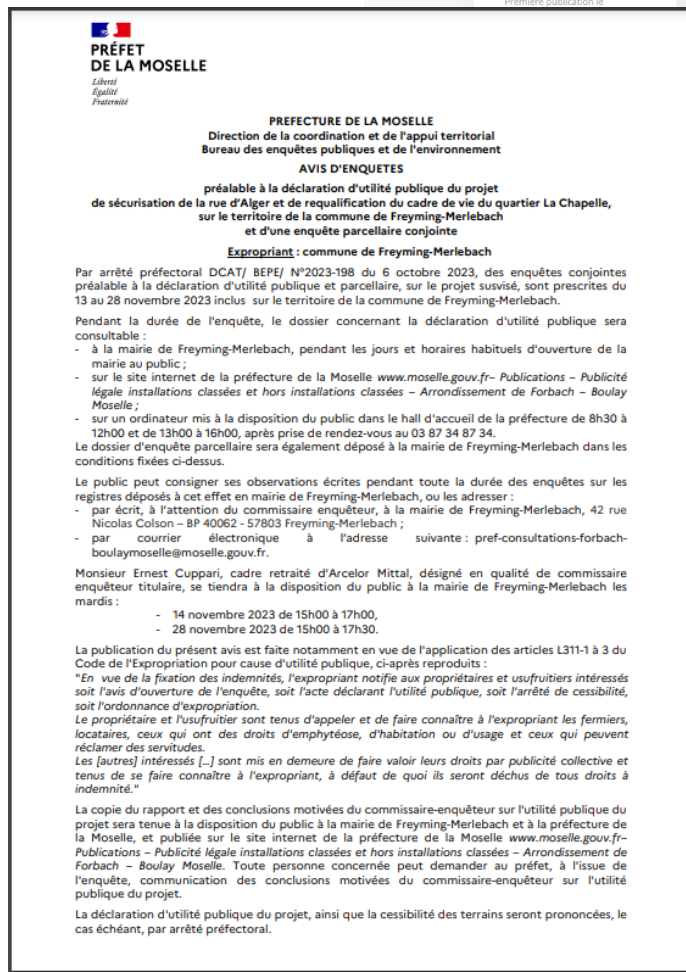 Première publication le
PRÉFET
DE LA MOSELLE
Liberté
Égalité
Fraternité
PREFECTURE DE LA MOSELLE
Direction de la coordination et de l'appui territorial
Bureau des enquêtes publiques et de l'environnement
AVIS D'ENQUETES
préalable à la déclaration d'utilité publique du projet
de sécurisation de la rue d'Alger et de requalification du cadre de vie du quartier La Chapelle,
sur le territoire de la commune de Freyming-Merlebach
et d'une enquête parcellaire conjointe
Expropriant : commune de Freyming-Merlebach
Par arrêté préfectoral DCAT/ BEPE/ N°2023-198 du 6 octobre 2023, des enquêtes conjointes
préalable à la déclaration d'utilité publique et parcellaire, sur le projet susvisé, sont prescrites du
13 au 28 novembre 2023 inclus sur le territoire de la commune de Freyming-Merlebach.
Pendant la durée de l'enquête, le dossier concernant la déclaration d'utilité publique sera
consultable :
- à la mairie de Freyming-Merlebach, pendant les jours et horaires habituels d'ouverture de la
mairie au public ;
- sur le site internet de la préfecture de la Moselle www.moselle.gouv.fr– Publications – Publicité
légale installations classées et hors installations classées – Arrondissement de Forbach – Boulay
Moselle ;
- sur un ordinateur mis à la disposition du public dans le hall d'accueil de la préfecture de 8h30 à
12h00 et de 13h00 à 16h00, après prise de rendez-vous au 03 87 34 87 34.
Le dossier d'enquête parcellaire sera également déposé à la mairie de Freyming-Merlebach dans les
conditions fixées ci-dessus.
Le public peut consigner ses observations écrites pendant toute la durée des enquêtes sur les
registres déposés à cet effet en mairie de Freyming-Merlebach, ou les adresser :
- par écrit, à l'attention du commissaire enquêteur, à la mairie de Freyming-Merlebach, 42 rue
Nicolas Colson – BP 40062 - 57803 Freyming-Merlebach ;
- par courrier électronique à l'adresse suivante : pref-consultations-forbach-
boulaymoselle@moselle.gouv.fr.
Monsieur Ernest Cuppari, cadre retraité d'Arcelor Mittal, désigné en qualité de commissaire
enquêteur titulaire, se tiendra à la disposition du public à la mairie de Freyming-Merlebach les
mardis :
- 14 novembre 2023 de 15h00 à 17h00,
- 28 novembre 2023 de 15h00 à 17h30.
La publication du présent avis est faite notamment en vue de l'application des articles L311-1 à 3 du
Code de l'Expropriation pour cause d'utilité publique, ci-après reproduits :
"En vue de la fixation des indemnités, l'expropriant notifie aux propriétaires et usufruitiers intéressés
soit l'avis d'ouverture de l'enquête, soit l'acte déclarant l'utilité publique, soit l'arrêté de cessibilité,
soit l'ordonnance d'expropriation.
Le propriétaire et l'usufruitier sont tenus d'appeler et de faire connaître à l'expropriant les fermiers,
locataires, ceux qui ont des droits d'emphytéose, d'habitation ou d'usage et ceux qui peuvent
réclamer des servitudes.
Les [autres] intéressés […] sont mis en demeure de faire valoir leurs droits par publicité collective et
tenus de se faire connaître à l'expropriant, à défaut de quoi ils seront déchus de tous droits à
indemnité."
La copie du rapport et des conclusions motivées du commissaire-enquêteur sur l'utilité publique du
projet sera tenue à la disposition du public à la mairie de Freyming-Merlebach et à la préfecture de
la Moselle, et publiée sur le site internet de la préfecture de la Moselle www.moselle.gouv.fr–
Publications – Publicité légale installations classées et hors installations classées – Arrondissement de
Forbach – Boulay Moselle. Toute personne concernée peut demander au préfet, à l'issue de
l'enquête, communication des conclusions motivées du commissaire-enquêteur sur l'utilité
publique du projet.
La déclaration d'utilité publique du projet, ainsi que la cessibilité des terrains seront prononcées, le
cas échéant, par arrêté préfectoral.